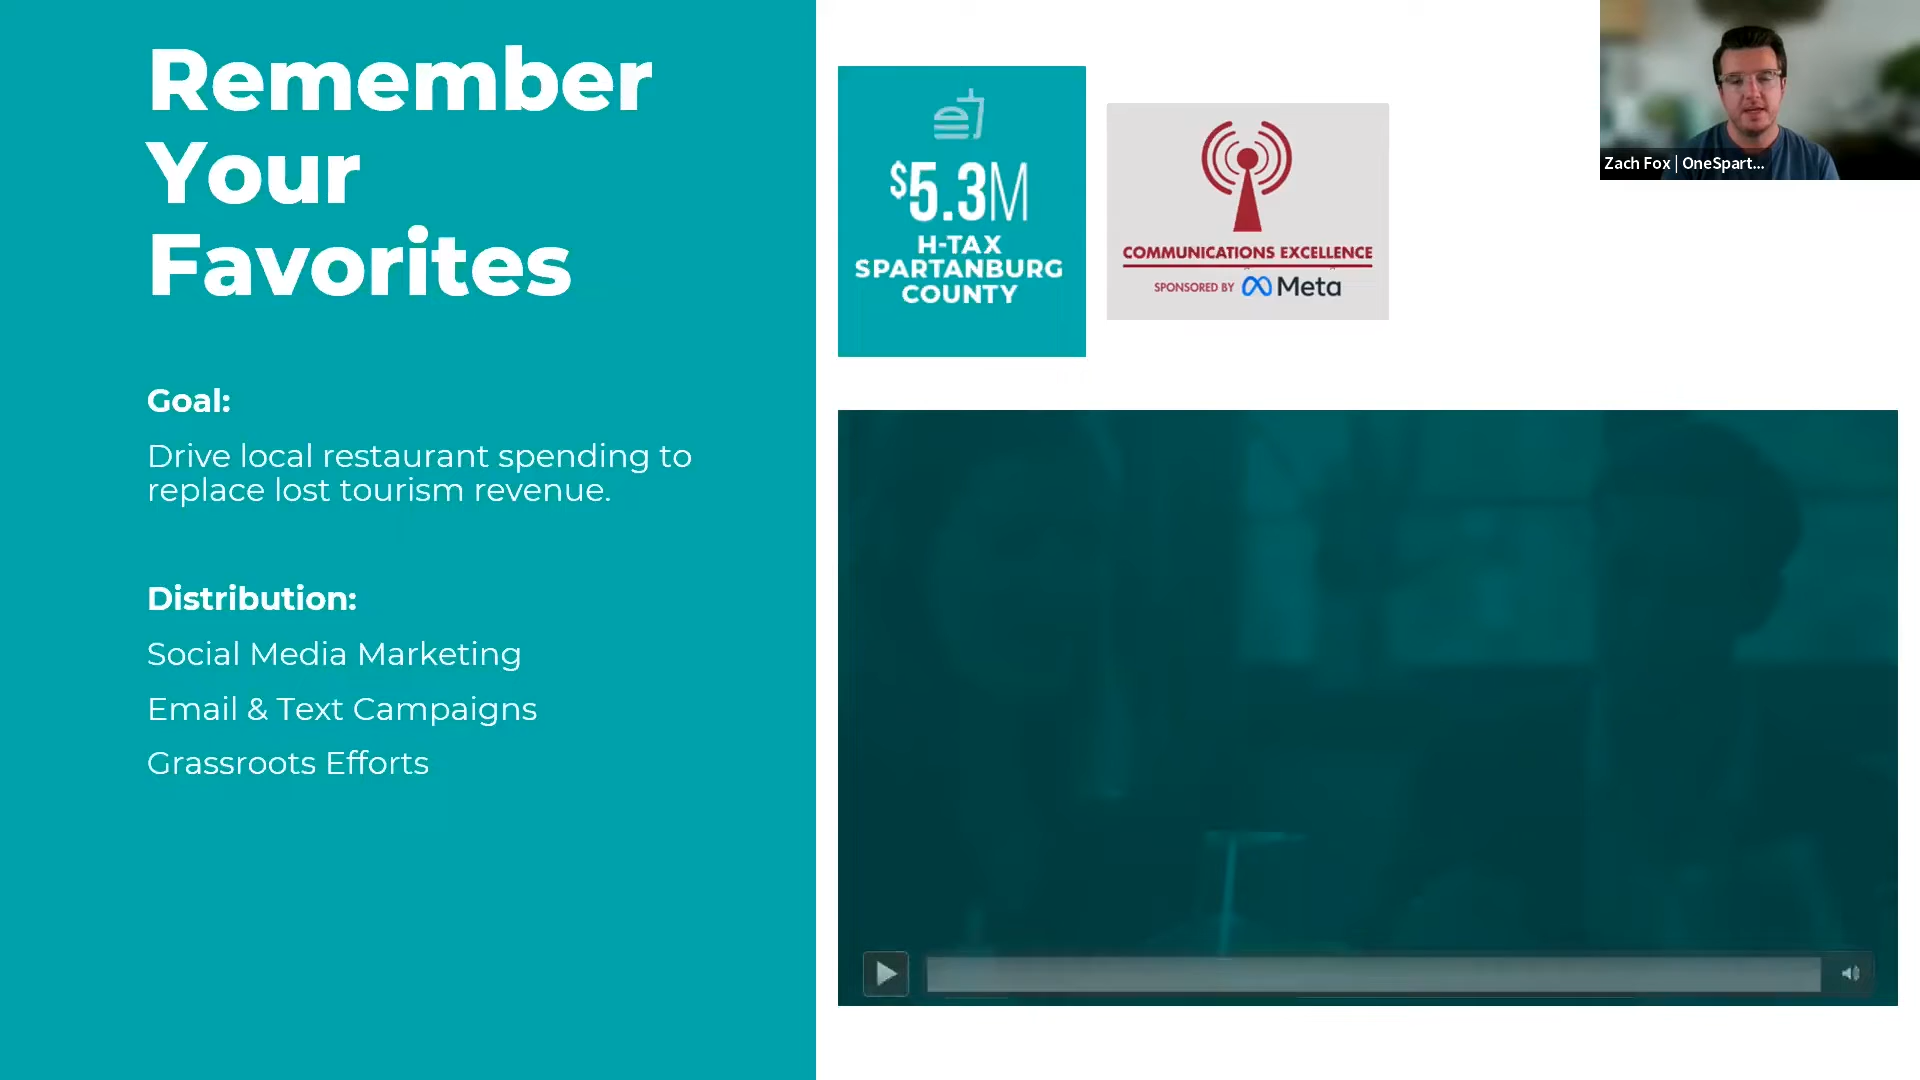 Remember
Your
Favorites
Goal:
Drive local restaurant spending to
replace lost tourism revenue.
Distribution:
Social Media Marketing
Email & Text Campaigns
Grassroots Efforts
$5.3M
H-TAX
SPARTANBURG
COUNTY
COMMUNICATIONS EXCELLENCE
SPONSORED BY Meta
Zach Fox | OneSpart...